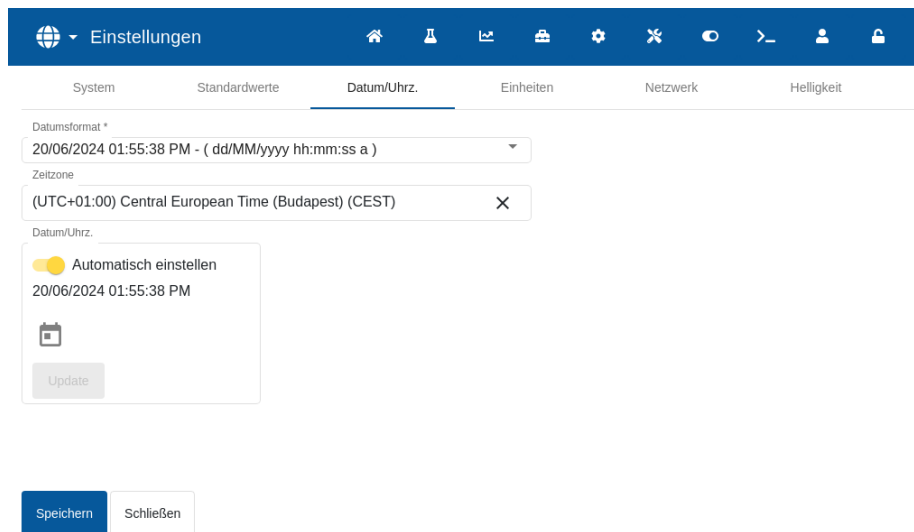 Einstellungen
System Standardwerte Datum/Uhrz. Einheiten Netzwerk Helligkeit
Datumsformat *
20/06/2024 01:55:38 PM - ( dd/MM/yyyy hh:mm:ss a )
Zeitzone
(UTC+01:00) Central European Time (Budapest) (CEST)
Datum/Uhrz.
Automatisch einstellen
20/06/2024 01:55:38 PM
Update
Speichern Schließen